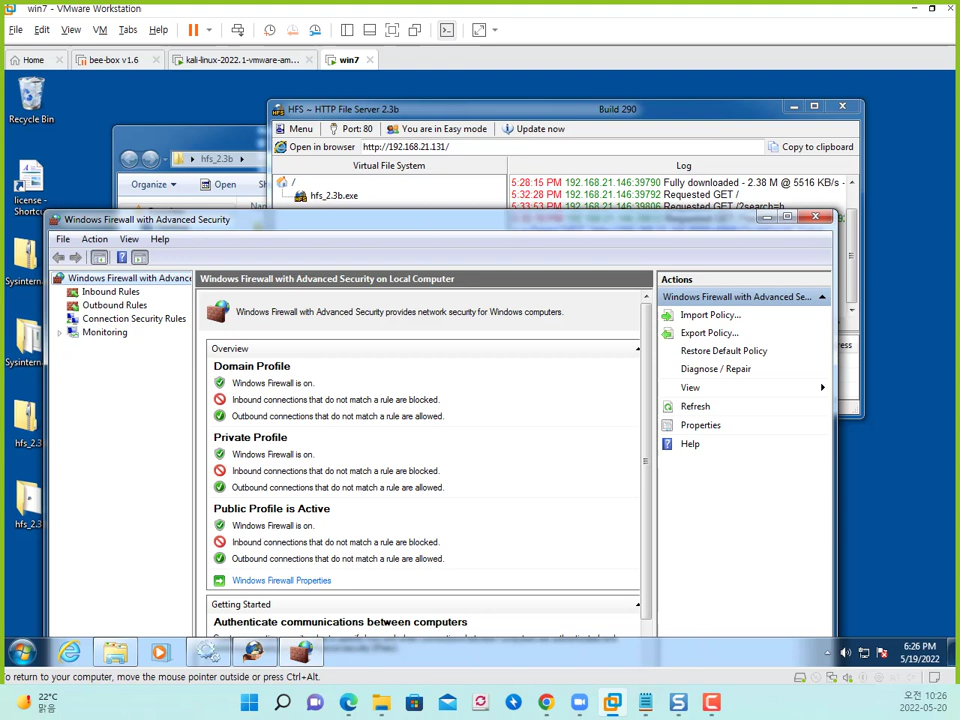 win7 - VMware Workstation
File Edit View VM Tabs Help
Home bee-box v1.6 kali-linux-2022.1-vmware-am... win7
Recycle Bin
HFS ~ HTTP File Server 2.3b Build 290
Menu Port: 80 You are in Easy mode Update now
Open in browser http://192.168.21.131/ Copy to clipboard
hfs_2.3b
Virtual File System Log
Organize Open
/
hfs_2.3b.exe
5:28:15 PM 192.168.21.146:39790 Fully downloaded - 2.38 M @ 5516 KB/s -
5:32:28 PM 192.168.21.146:39792 Requested GET /
5:33:53 PM 192.168.21.146:39806 Requested GET /?search=h
license -
Shortc
Windows Firewall with Advanced Security
File Action View Help
Sysintern
Windows Firewall with Advance
Inbound Rules
Outbound Rules
Connection Security Rules
Monitoring
Windows Firewall with Advanced Security on Local Computer
Windows Firewall with Advanced Security provides network security for Windows computers.
Overview
Domain Profile
Windows Firewall is on.
Inbound connections that do not match a rule are blocked.
Outbound connections that do not match a rule are allowed.
Private Profile
Windows Firewall is on.
Inbound connections that do not match a rule are blocked.
Outbound connections that do not match a rule are allowed.
Public Profile is Active
Windows Firewall is on.
Inbound connections that do not match a rule are blocked.
Outbound connections that do not match a rule are allowed.
Windows Firewall Properties
Getting Started
Authenticate communications between computers
Actions
Windows Firewall with Advanced Se...
Import Policy...
Export Policy...
Restore Default Policy
Diagnose / Repair
View
Refresh
Properties
Help
ress
Sysintern
hfs_2.3
hfs_2.3
6:26 PM
5/19/2022
To return to your computer, move the mouse pointer outside or press Ctrl+Alt.
22°C
맑음
오전 10:26
2022-05-20